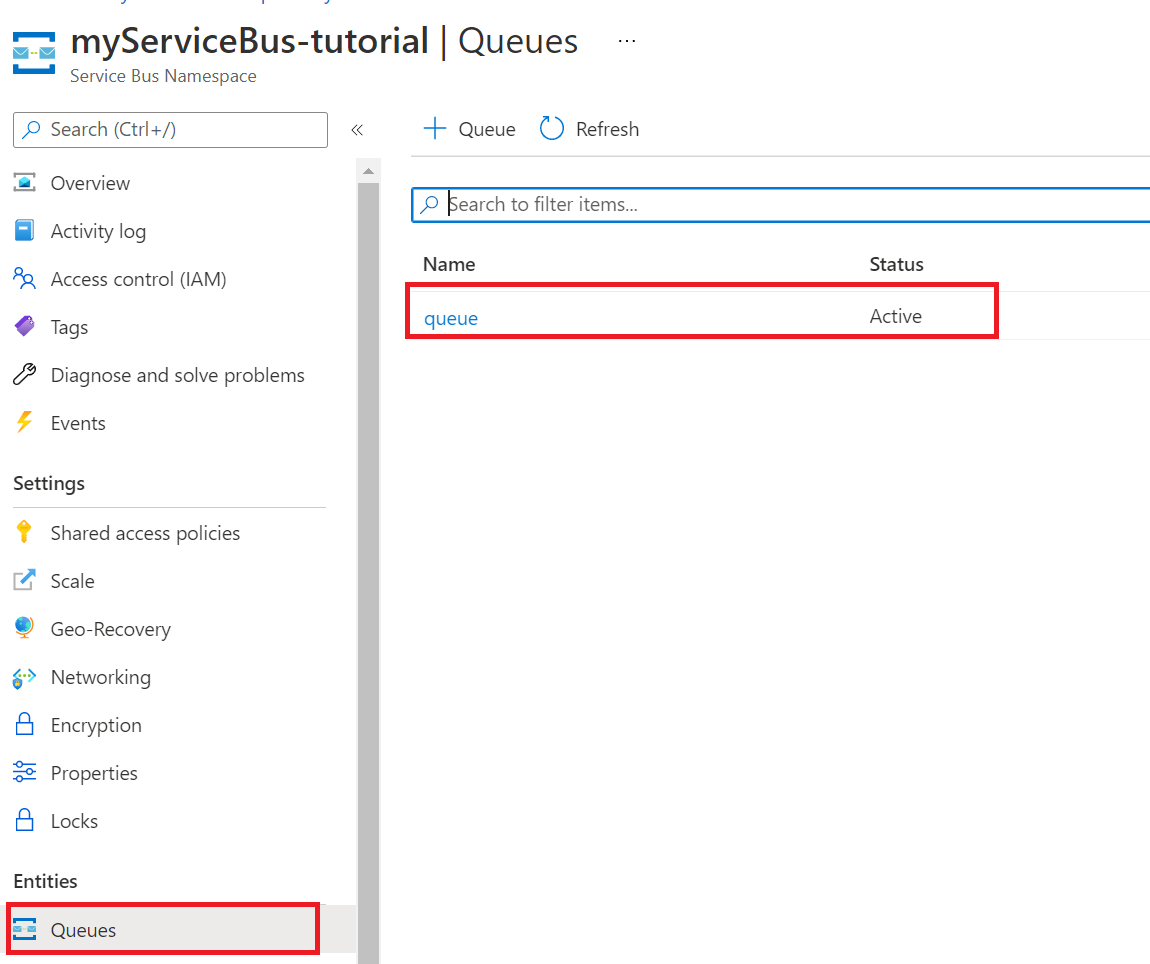 myServiceBus-tutorial | Queues ...
Service Bus Namespace
Search (Ctrl+/)
«
Queue
Refresh
Overview
Activity log
Access control (IAM)
Tags
Diagnose and solve problems
Events
Settings
Shared access policies
Scale
Geo-Recovery
Networking
Encryption
Properties
Locks
Entities
Queues
Search to filter items...
Name Status
queue Active